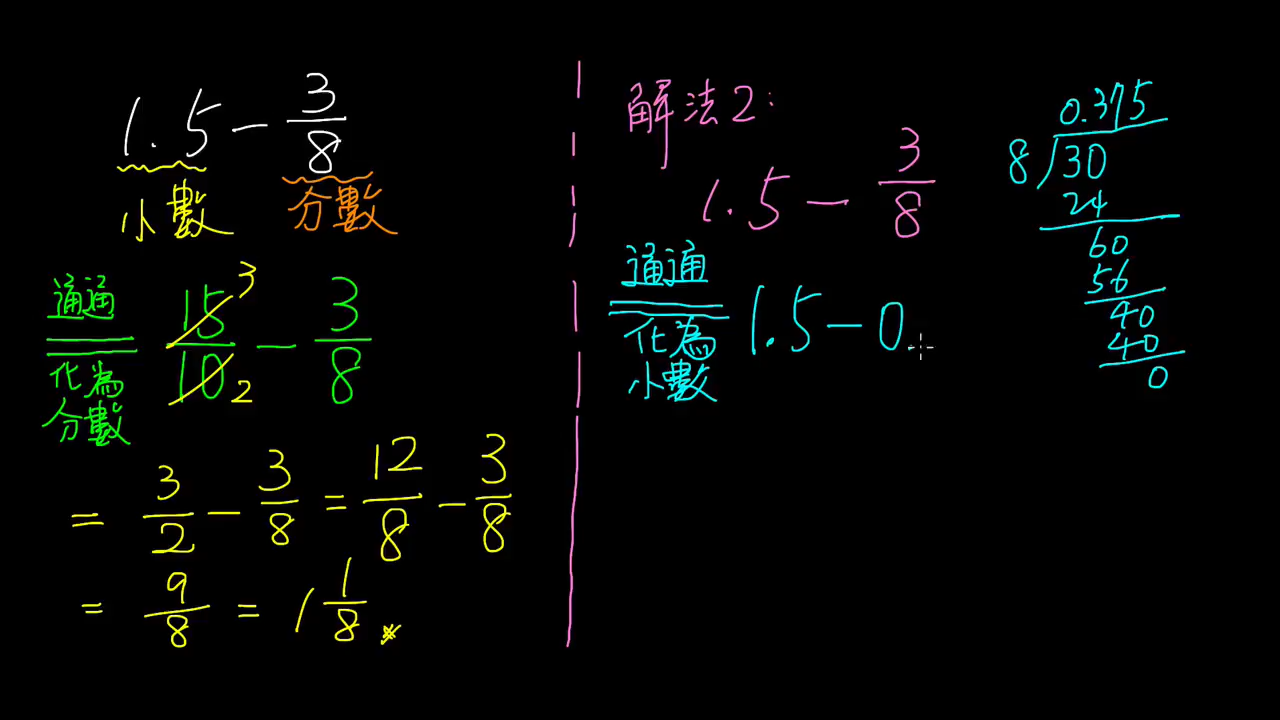 1.5 - 3/8
小數 分數
通通化為分數 15/10 3 2 - 3/8
= 3/2 - 3/8 = 12/8 - 3/8
= 9/8 = 1 1/8
解法2:
1.5 - 3/8
通通化為小數 1.5 - 0.
0.375
8 ) 30
24
60
56
40
40
0